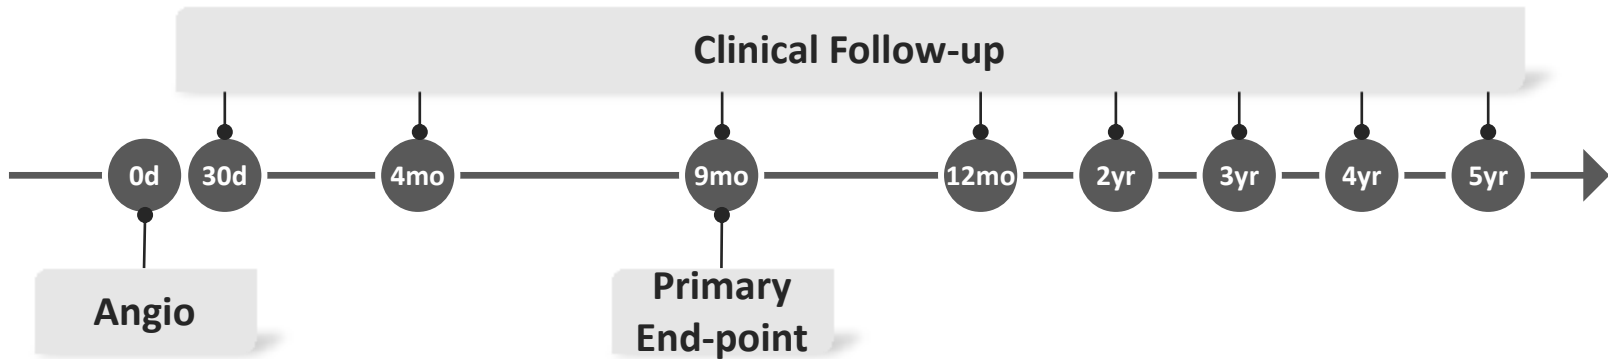 Clinical Follow-up
0d
30d
4mo
9mo
12mo
2yr
3yr
4yr
5yr
Angio
Primary
End-point